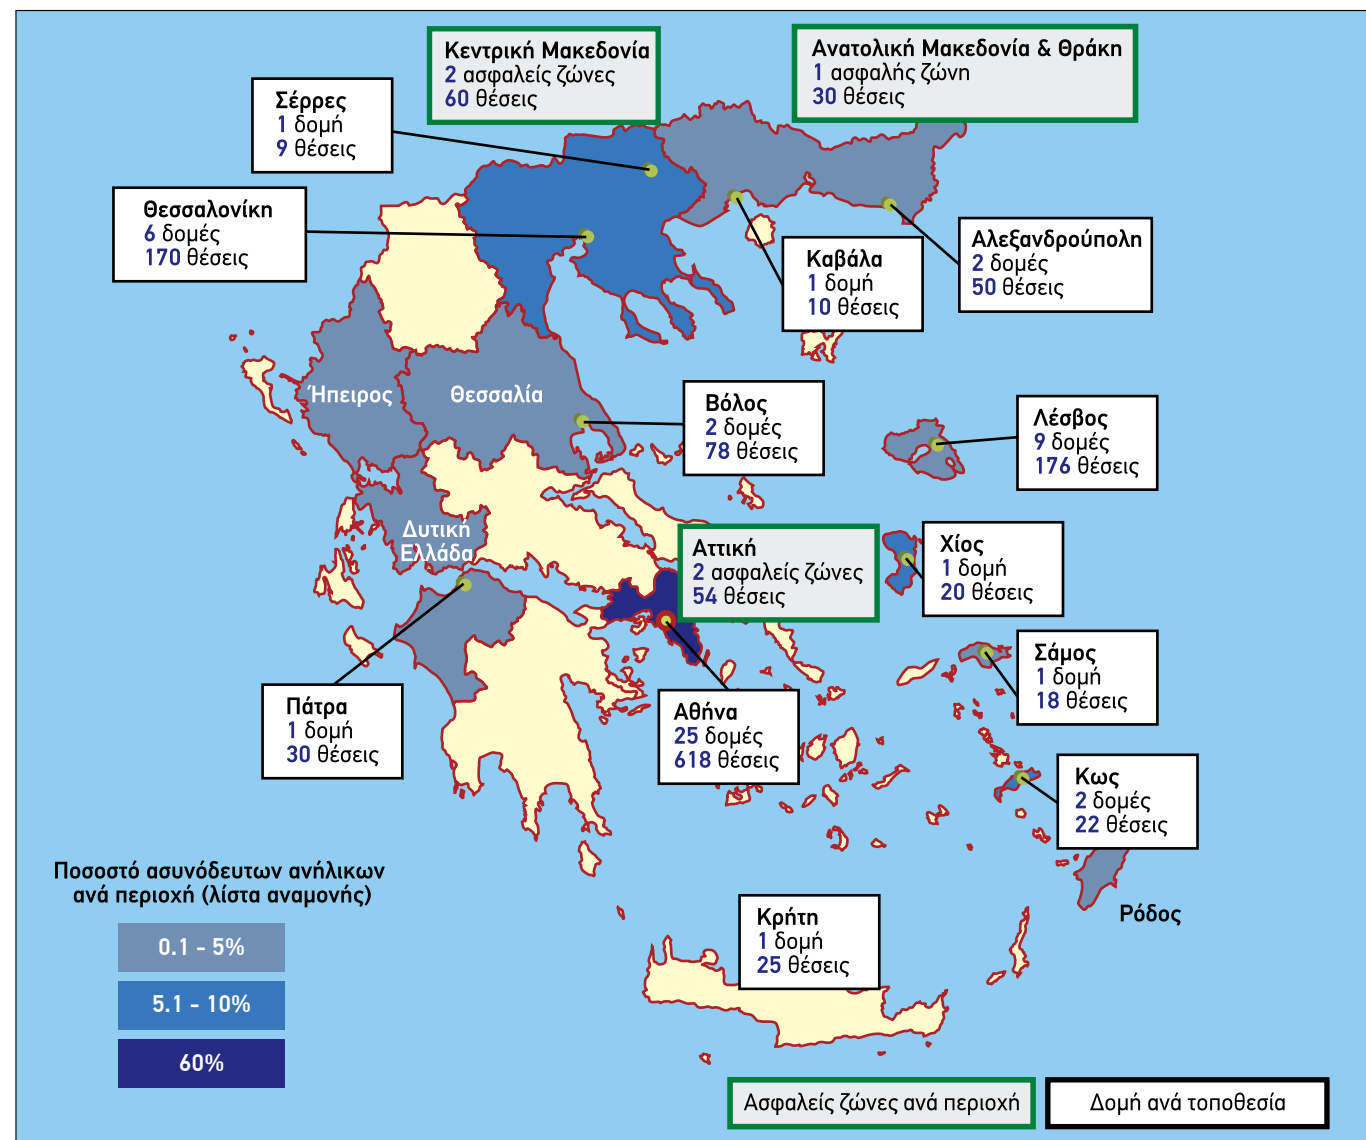 Κεντρική Μακεδονία
2 ασφαλείς ζώνες
60 θέσεις
Ανατολική Μακεδονία & Θράκη
1 ασφαλής ζώνη
30 θέσεις
Σέρρες
1 δομή
9 θέσεις
Θεσσαλονίκη
6 δομές
170 θέσεις
Καβάλα
1 δομή
10 θέσεις
Αλεξανδρούπολη
2 δομές
50 θέσεις
Ήπειρος
Θεσσαλία
Βόλος
2 δομές
78 θέσεις
Λέσβος
9 δομές
176 θέσεις
Δυτική
Ελλάδα
Αττική
2 ασφαλείς ζώνες
54 θέσεις
Χίος
1 δομή
20 θέσεις
Σάμος
1 δομή
18 θέσεις
Πάτρα
1 δομή
30 θέσεις
Αθήνα
25 δομές
618 θέσεις
Κως
2 δομές
22 θέσεις
Ρόδος
Κρήτη
1 δομή
25 θέσεις
Ποσοστό ασυνόδευτων ανήλικων
ανά περιοχή (λίστα αναμονής)
0.1 - 5%
5.1 - 10%
60%
Ασφαλείς ζώνες ανά περιοχή
Δομή ανά τοποθεσία